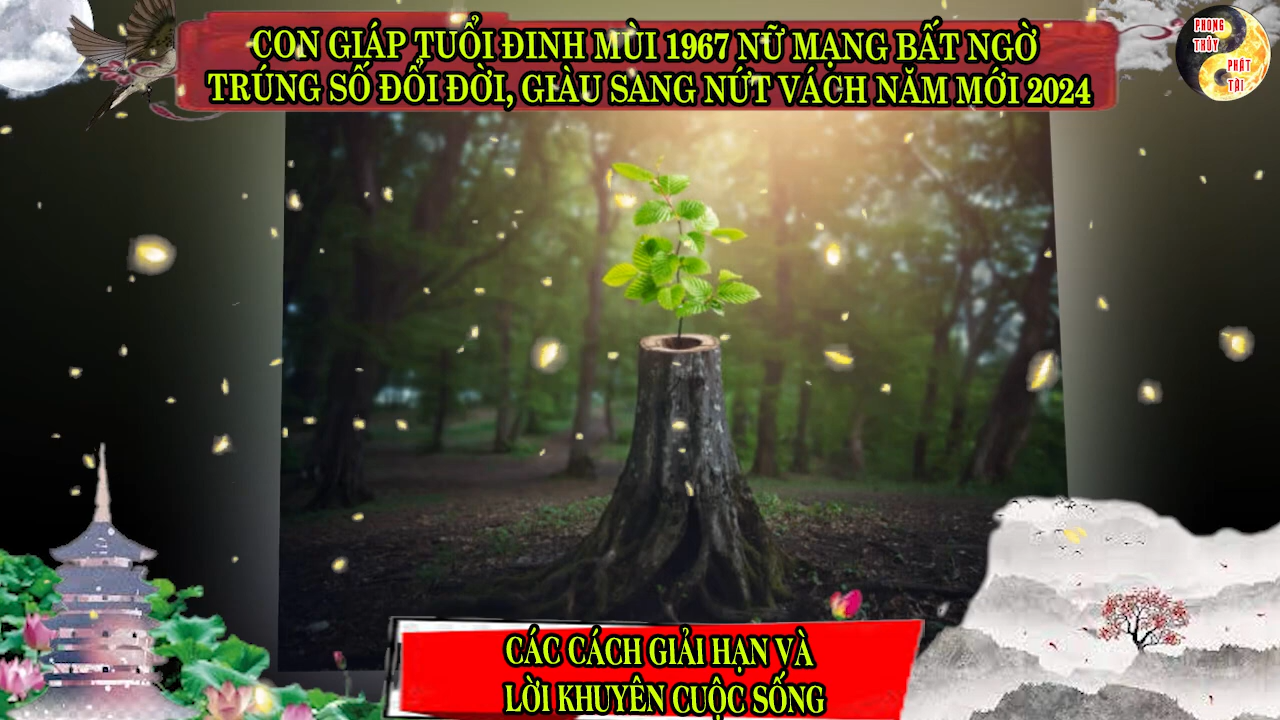 CON GIÁP TUỔI ĐINH MÙI 1967 NỮ MẠNG BẤT NGỜ
TRÚNG SỐ ĐỔI ĐỜI, GIÀU SANG NỨT VÁCH NĂM MỚI 2024
PHONG
THỦY
PHÁT
TÀI
CÁC CÁCH GIẢI HẠN VÀ
LỜI KHUYÊN CUỘC SỐNG